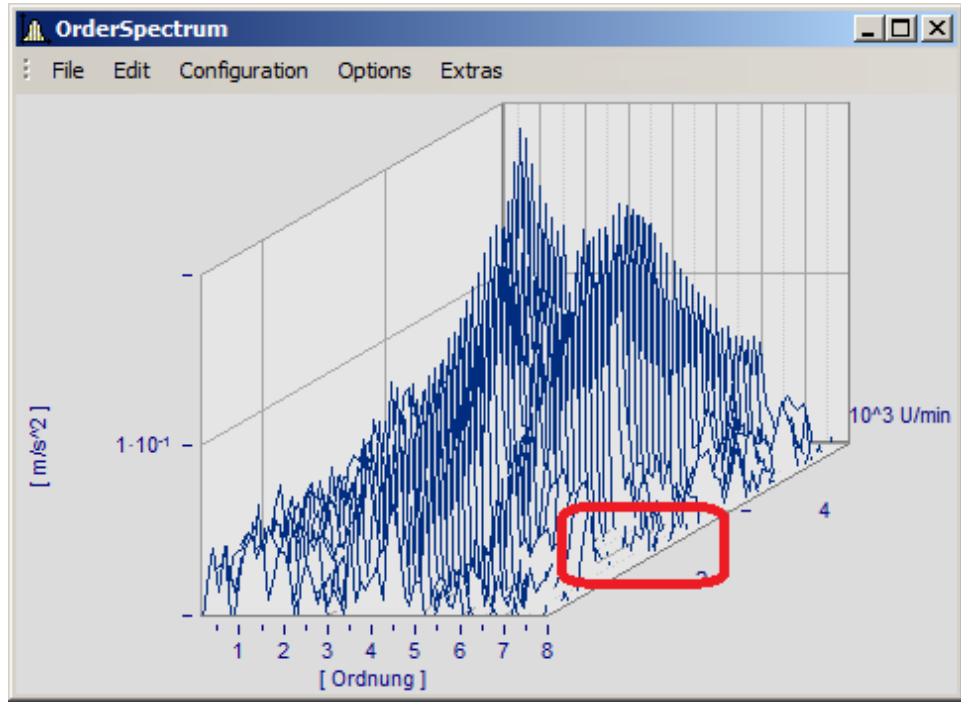 OrderSpectrum
File Edit Configuration Options Extras
[ m/s^2 ]
1·10⁻¹
10^3 U/min
4
1 2 3 4 5 6 7 8
[ Ordnung ]